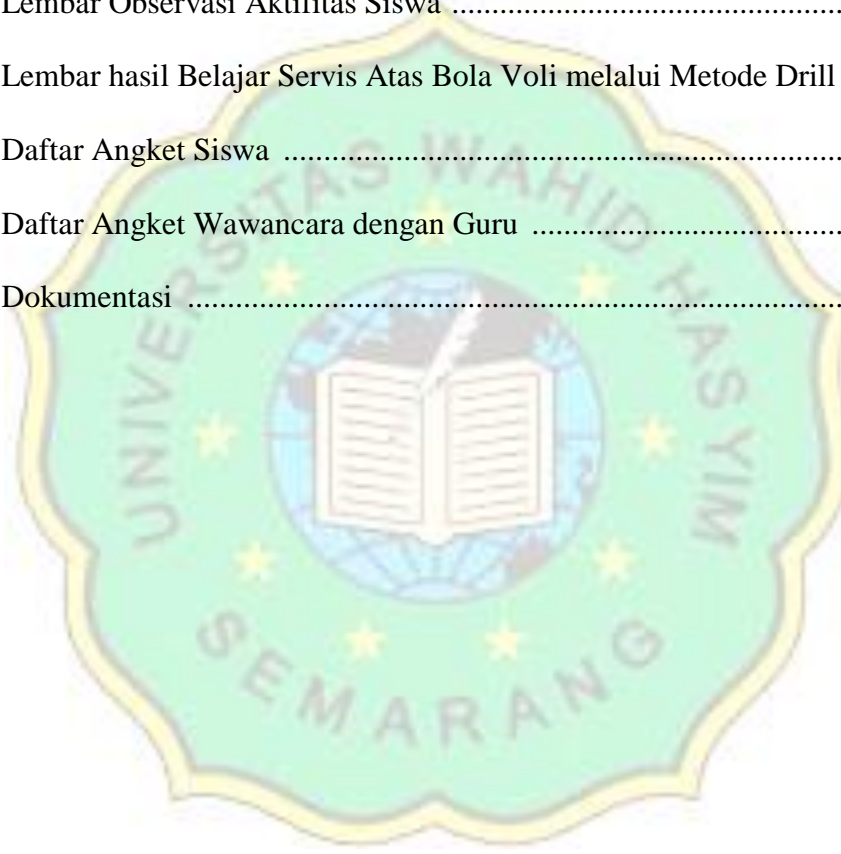 Lembar Observasi Aktifitas Siswa ................................................
Lembar hasil Belajar Servis Atas Bola Voli melalui Metode Drill
Daftar Angket Siswa ......................................................................
Daftar Angket Wawancara dengan Guru .......................................
Dokumentasi ..................................................................................
UNIVERSITAS WAHID HASYIM
SEMARANG